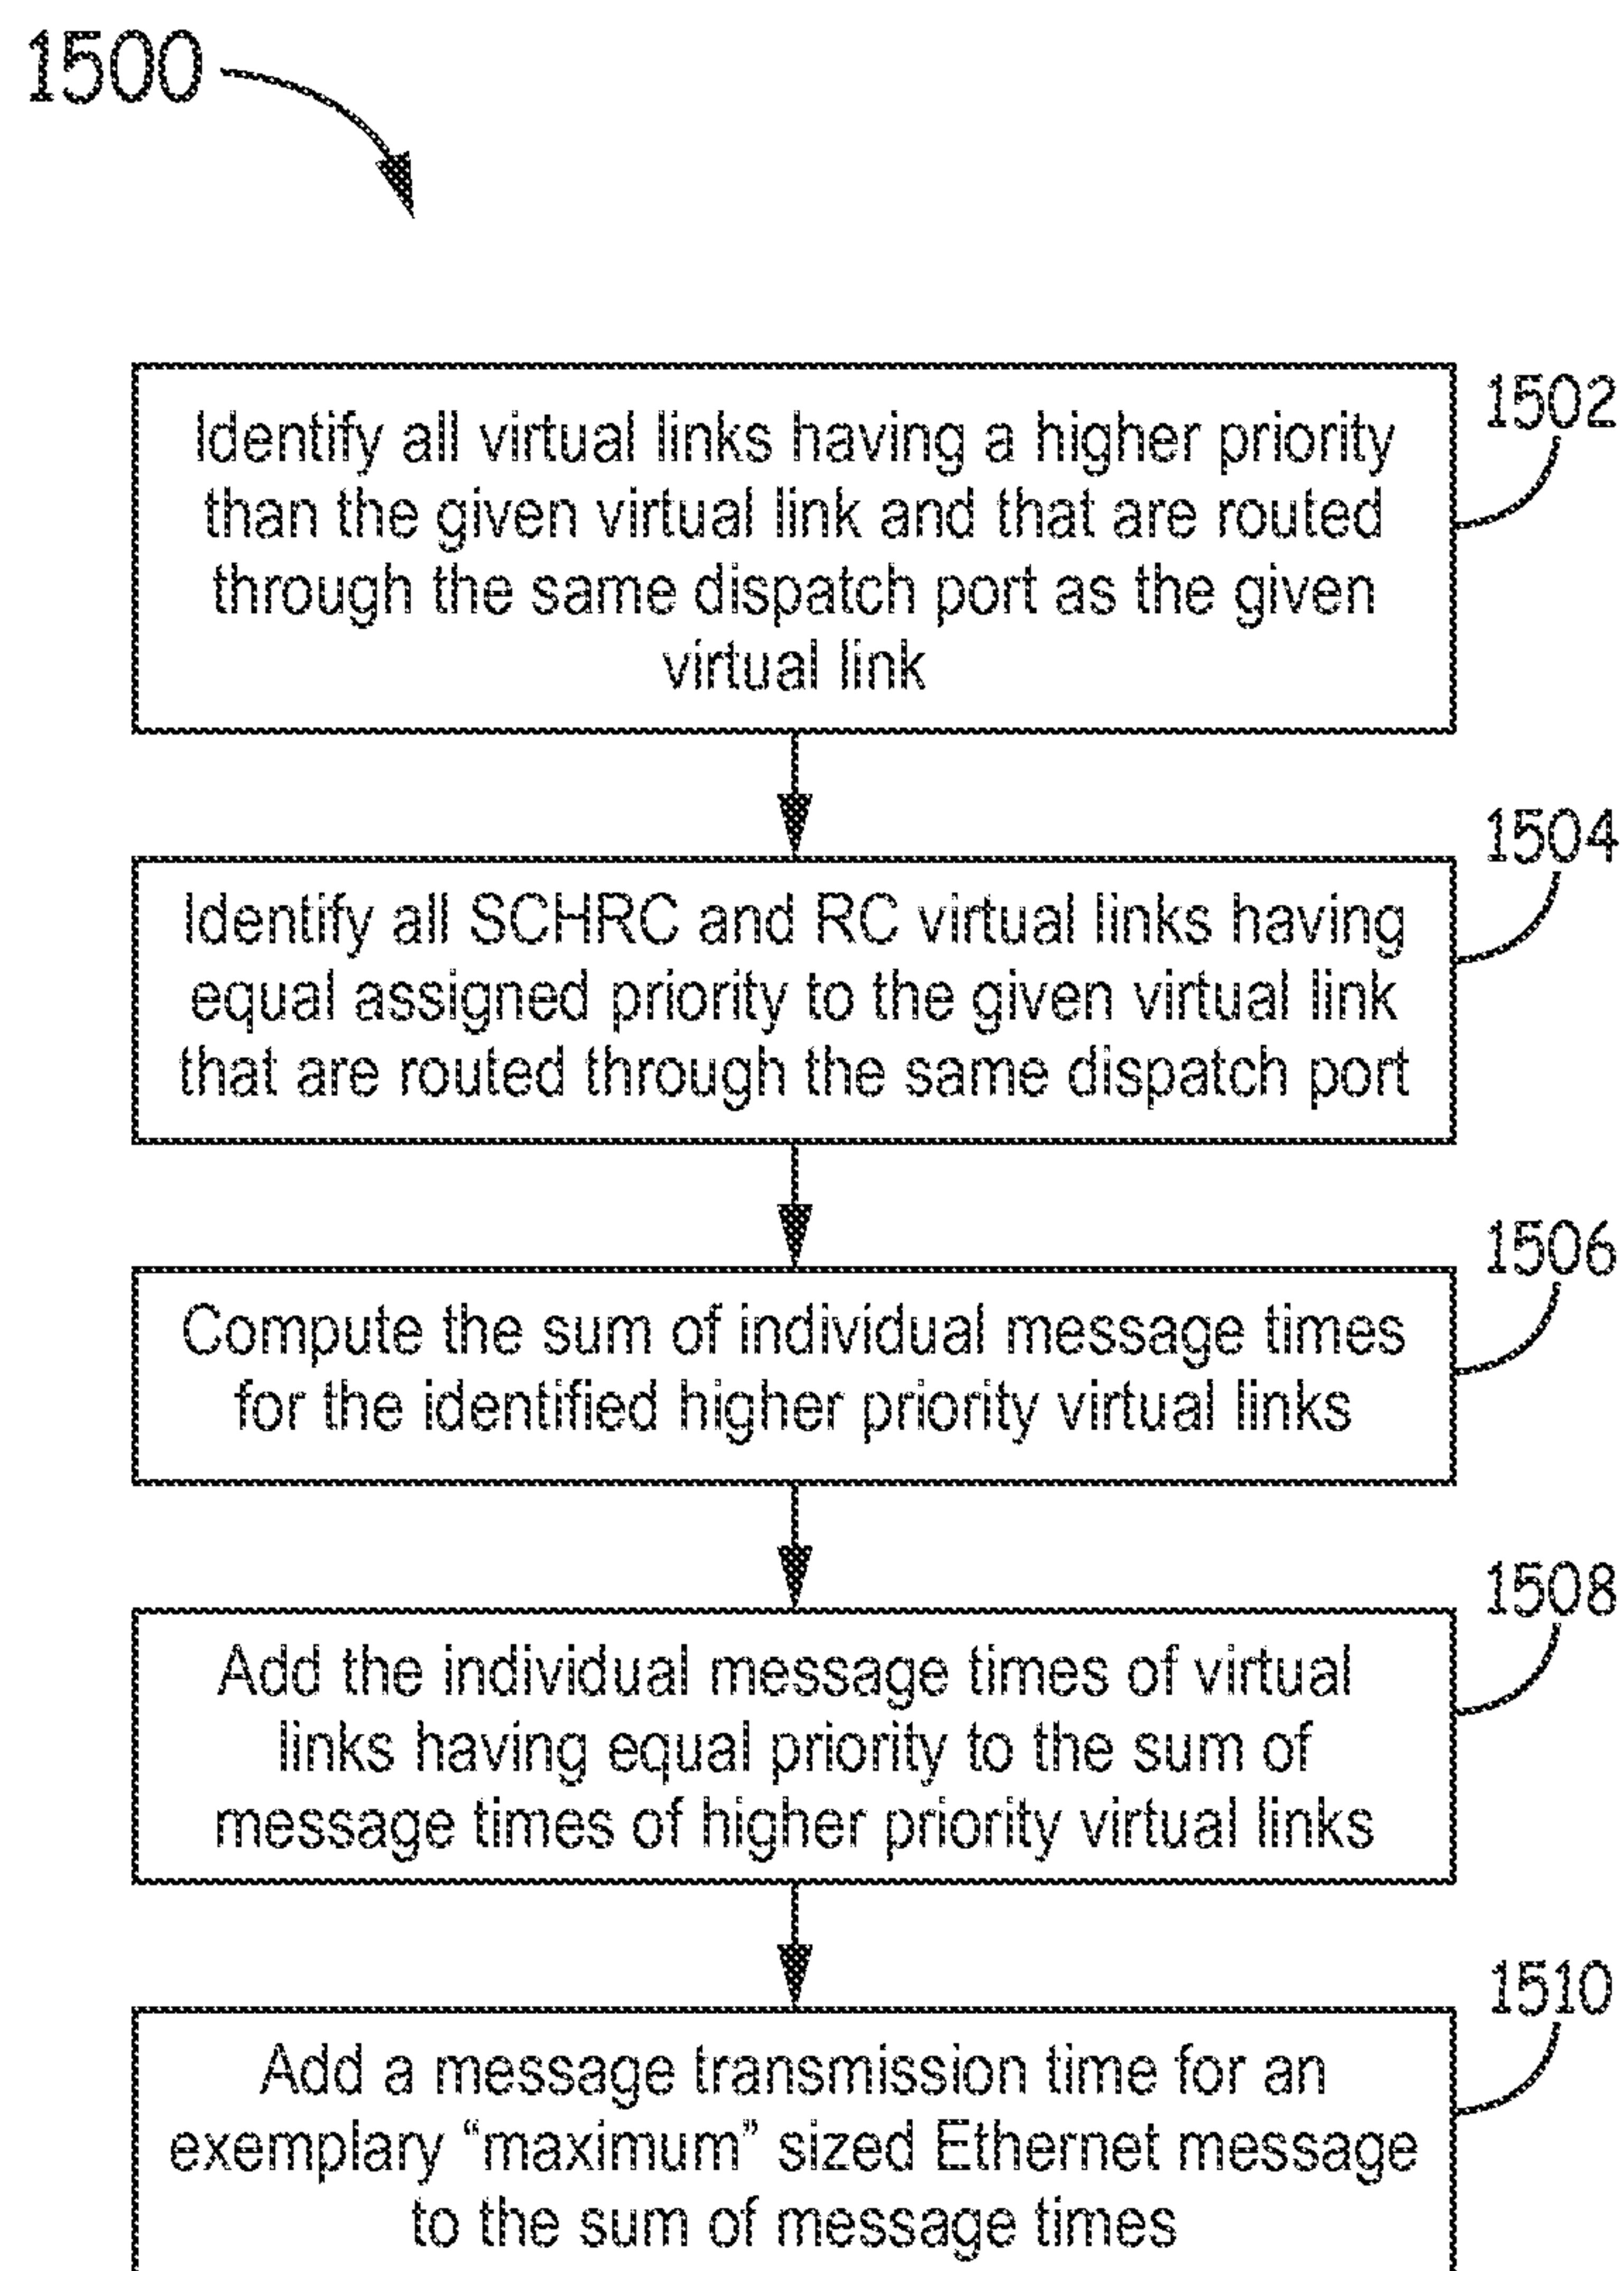 1500
1502
Identify all virtual links having a higher priority
than the given virtual link and that are routed
through the same dispatch port as the given
virtual link
1504
Identify all SCHRC and RC virtual links having
equal assigned priority to the given virtual link
that are routed through the same dispatch port
1506
Compute the sum of individual message times
for the identified higher priority virtual links
1508
Add the individual message times of virtual
links having equal priority to the sum of
message times of higher priority virtual links
1510
Add a message transmission time for an
exemplary “maximum” sized Ethernet message
to the sum of message times